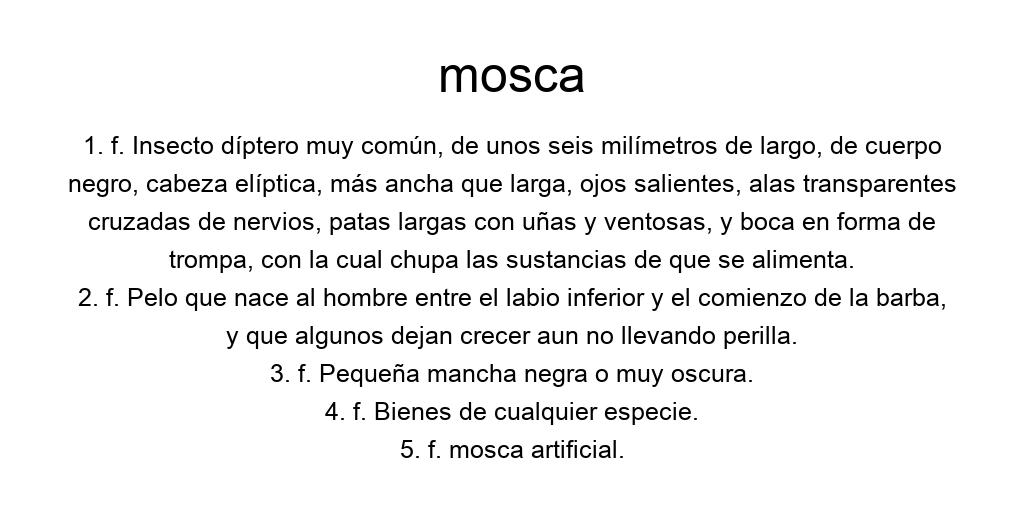 mosca
1. f. Insecto díptero muy común, de unos seis milímetros de largo, de cuerpo
negro, cabeza elíptica, más ancha que larga, ojos salientes, alas transparentes
cruzadas de nervios, patas largas con uñas y ventosas, y boca en forma de
trompa, con la cual chupa las sustancias de que se alimenta.
2. f. Pelo que nace al hombre entre el labio inferior y el comienzo de la barba,
y que algunos dejan crecer aun no llevando perilla.
3. f. Pequeña mancha negra o muy oscura.
4. f. Bienes de cualquier especie.
5. f. mosca artificial.